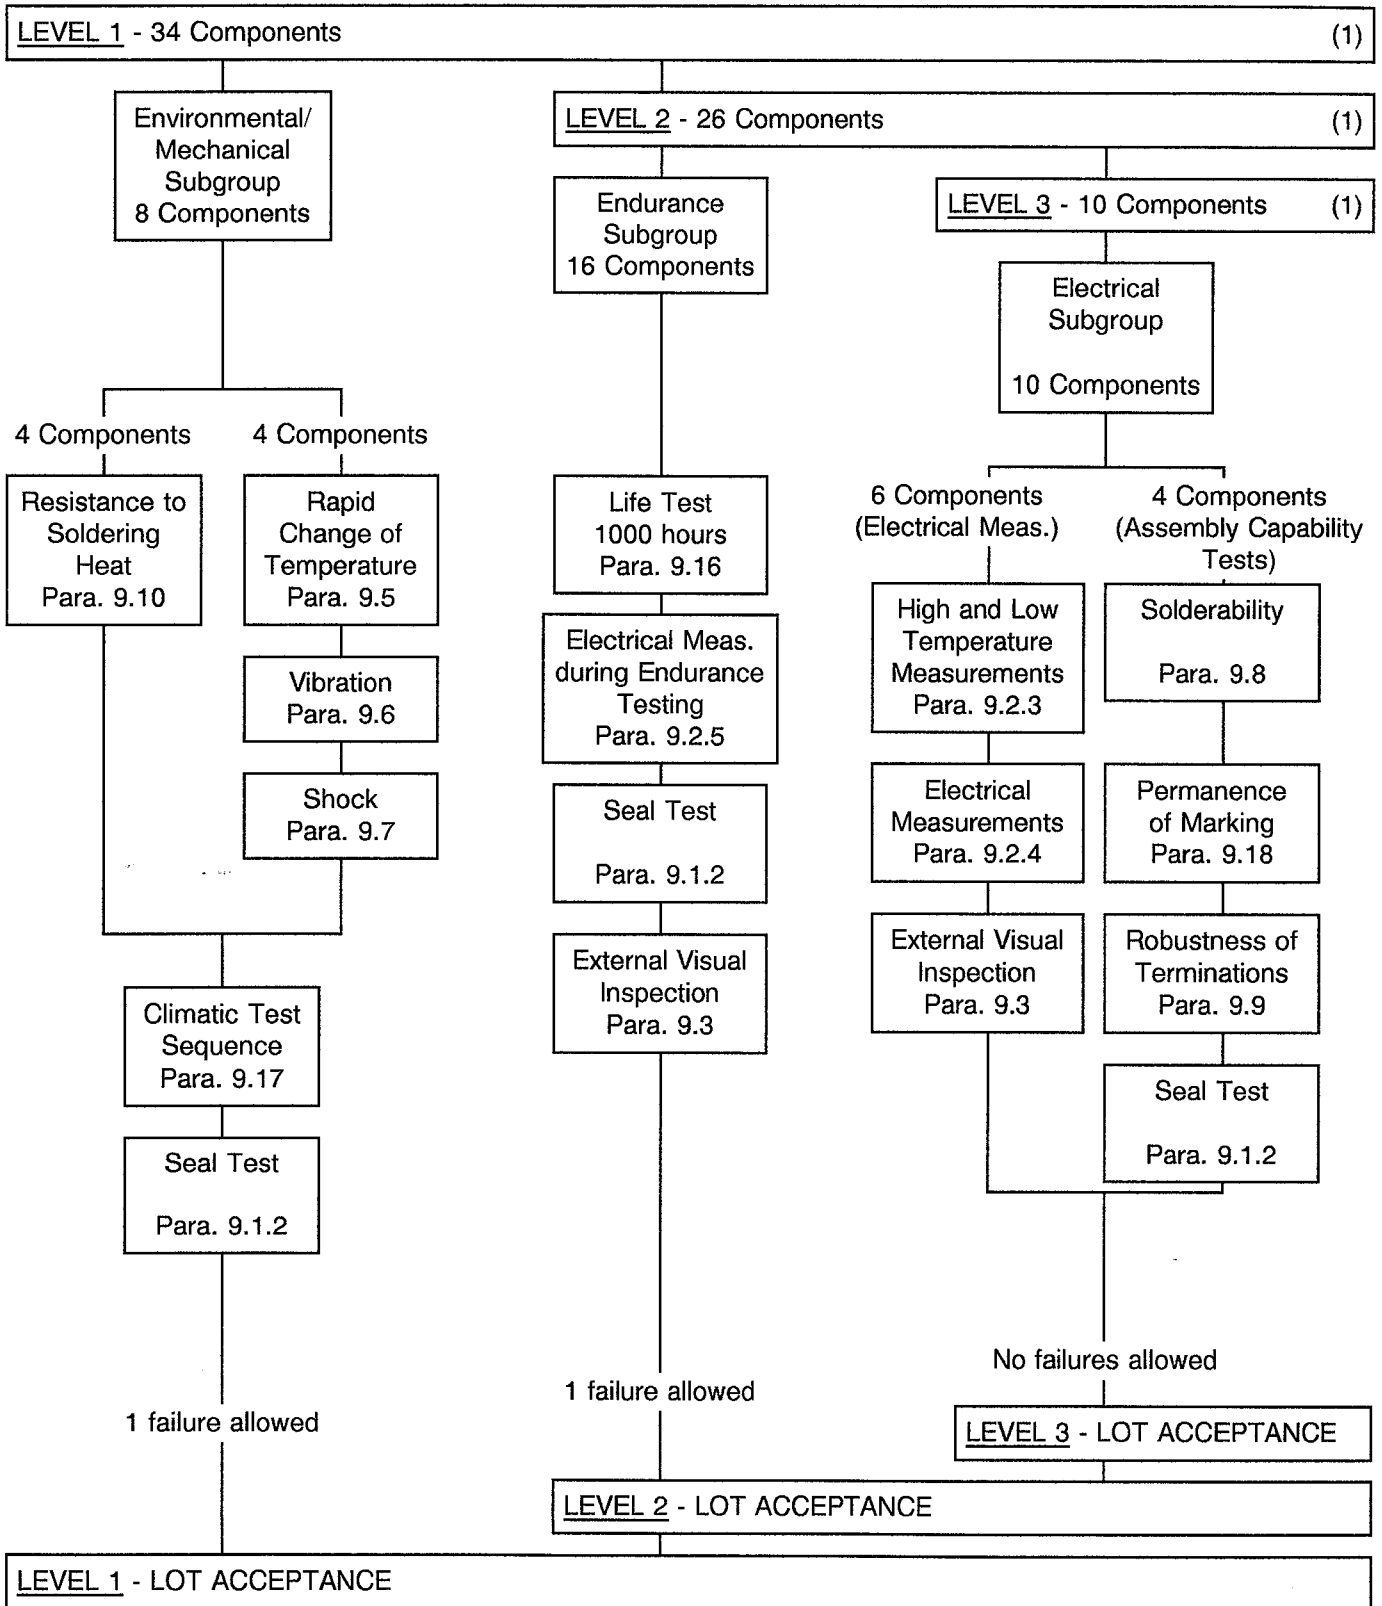 LEVEL 1 - 34 Components (1)
Environmental/
Mechanical
Subgroup
8 Components
LEVEL 2 - 26 Components (1)
Endurance
Subgroup
16 Components
LEVEL 3 - 10 Components (1)
Electrical
Subgroup
10 Components
4 Components
4 Components
Resistance to
Soldering
Heat
Para. 9.10
Rapid
Change of
Temperature
Para. 9.5
Vibration
Para. 9.6
Shock
Para. 9.7
Climatic Test
Sequence
Para. 9.17
Seal Test
Para. 9.1.2
1 failure allowed
Life Test
1000 hours
Para. 9.16
Electrical Meas.
during Endurance
Testing
Para. 9.2.5
Seal Test
Para. 9.1.2
External Visual
Inspection
Para. 9.3
1 failure allowed
6 Components
(Electrical Meas.)
High and Low
Temperature
Measurements
Para. 9.2.3
Electrical
Measurements
Para. 9.2.4
External Visual
Inspection
Para. 9.3
4 Components
(Assembly Capability
Tests)
Solderability
Para. 9.8
Permanence
of Marking
Para. 9.18
Robustness of
Terminations
Para. 9.9
Seal Test
Para. 9.1.2
No failures allowed
LEVEL 3 - LOT ACCEPTANCE
LEVEL 2 - LOT ACCEPTANCE
LEVEL 1 - LOT ACCEPTANCE